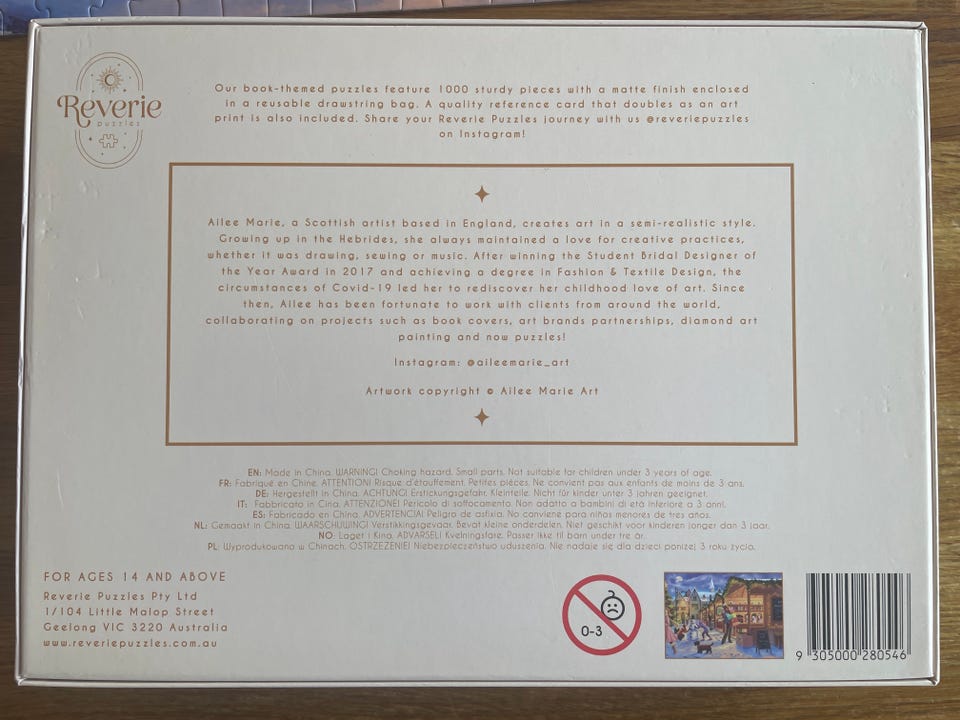 Reverie
puzzles
Our book-themed puzzles feature 1000 sturdy pieces with a matte finish enclosed
in a reusable drawstring bag. A quality reference card that doubles as an art
print is also included. Share your Reverie Puzzles journey with us @reveriepuzzles
on Instagram!
Ailee Marie, a Scottish artist based in England, creates art in a semi-realistic style.
Growing up in the Hebrides, she always maintained a love for creative practices,
whether it was drawing, sewing or music. After winning the Student Bridal Designer of
the Year Award in 2017 and achieving a degree in Fashion & Textile Design, the
circumstances of Covid-19 led her to rediscover her childhood love of art. Since
then, Ailee has been fortunate to work with clients from around the world,
collaborating on projects such as book covers, art brands partnerships, diamond art
painting and now puzzles!
Instagram: @aileemarie_art
Artwork copyright © Ailee Marie Art
EN: Made in China. WARNING! Choking hazard. Small parts. Not suitable for children under 3 years of age.
FR: Fabriqué en Chine. ATTENTION! Risque d'étouffement. Petites pièces. Ne convient pas aux enfants de moins de 3 ans.
DE: Hergestellt in China. ACHTUNG! Erstickungsgefahr. Kleinteile. Nicht für kinder unter 3 jahren geeignet.
IT: Fabbricato in Cina. ATTENZIONE! Pericolo di soffocamento. Non adatto a bambini di età inferiore a 3 anni.
ES: Fabricado en China. ADVERTENCIA! Peligro de asfixia. No conviene para niños menores de tres años.
NL: Gemaakt in China. WAARSCHUWING! Verstikkingsgevaar. Bevat kleine onderdelen. Niet geschikt voor kinderen jonger dan 3 jaar.
NO: Laget i Kina. ADVARSEL! Kvelningsfare. Passer ikke til barn under tre år.
PL: Wyprodukowana w Chinach. OSTRZEŻENIE! Niebezpieczeństwo uduszenia. Nie nadaje się dla dzieci poniżej 3 roku życia.
FOR AGES 14 AND ABOVE
Reverie Puzzles Pty Ltd
1/104 Little Malop Street
Geelong VIC 3220 Australia
www.reveriepuzzles.com.au
0-3
9 305000 280546